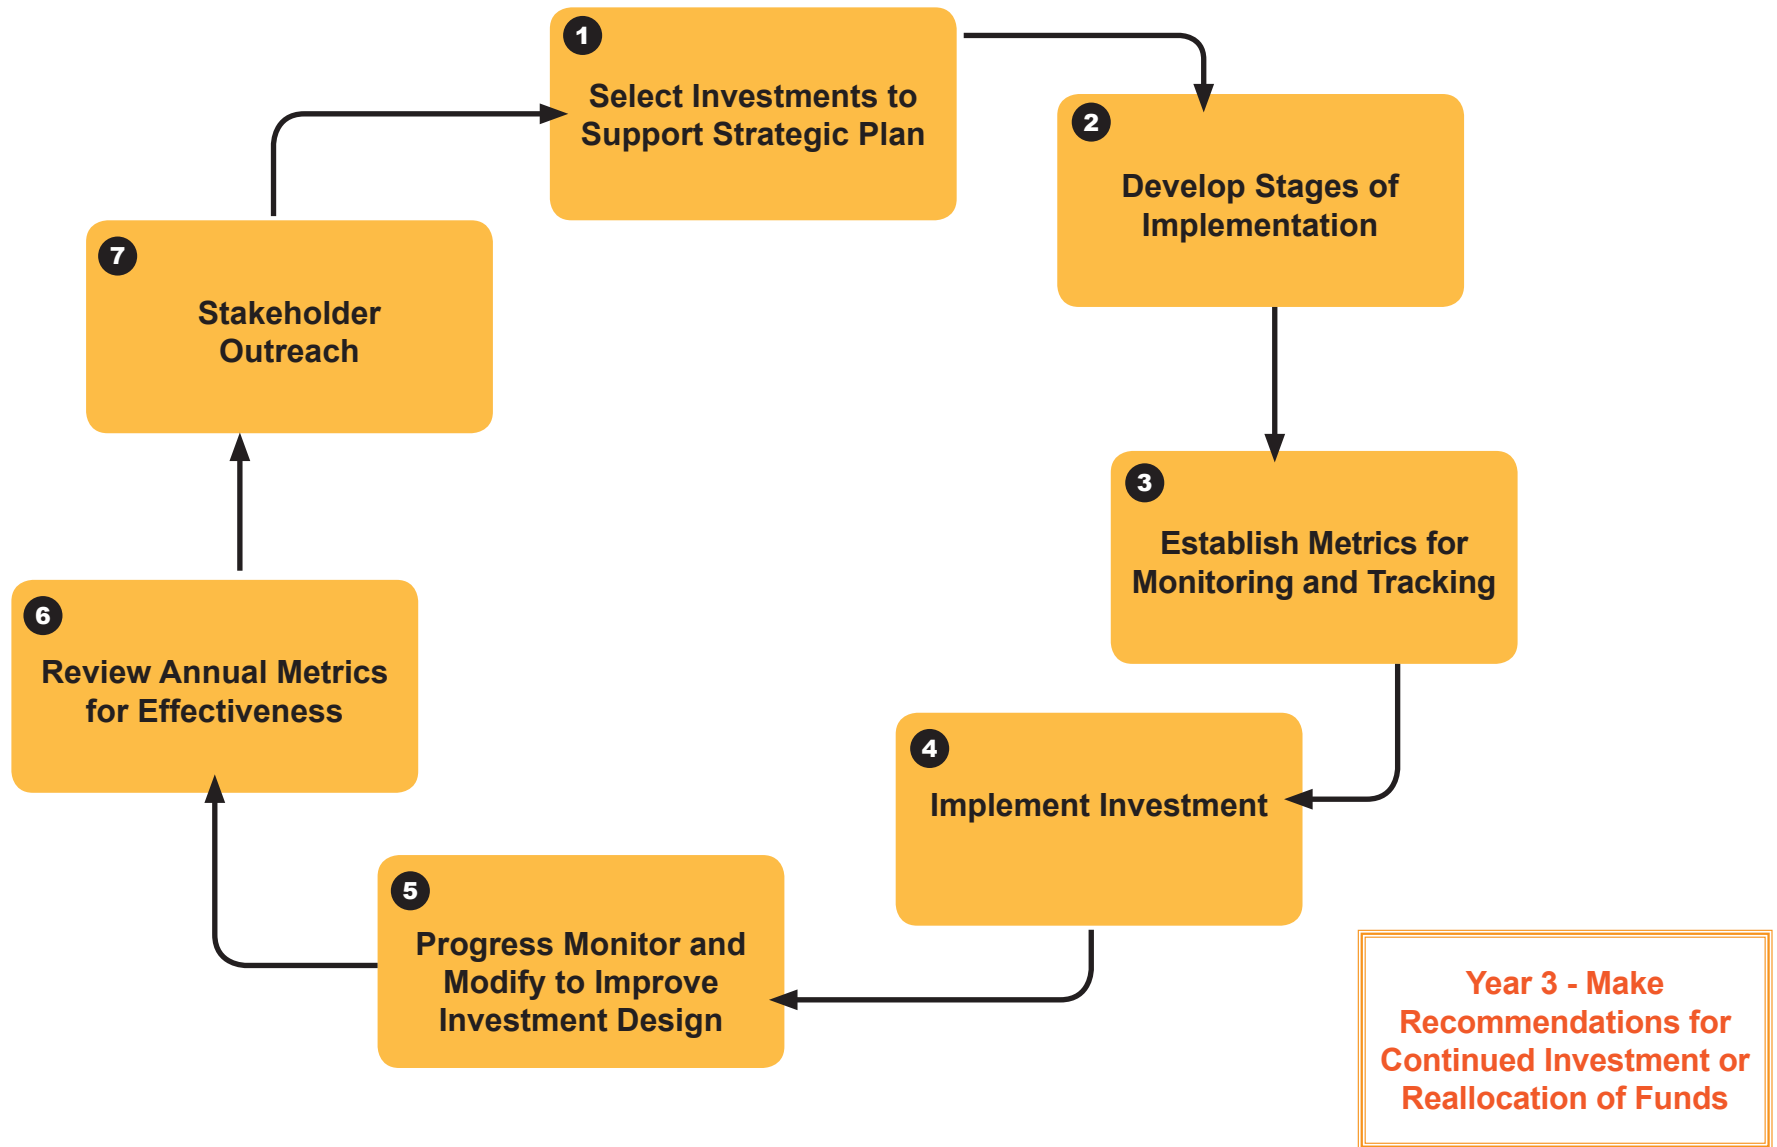 1
Select Investments to
Support Strategic Plan
2
Develop Stages of
Implementation
3
Establish Metrics for
Monitoring and Tracking
4
Implement Investment
5
Progress Monitor and
Modify to Improve
Investment Design
6
Review Annual Metrics
for Effectiveness
7
Stakeholder
Outreach
Year 3 - Make
Recommendations for
Continued Investment or
Reallocation of Funds